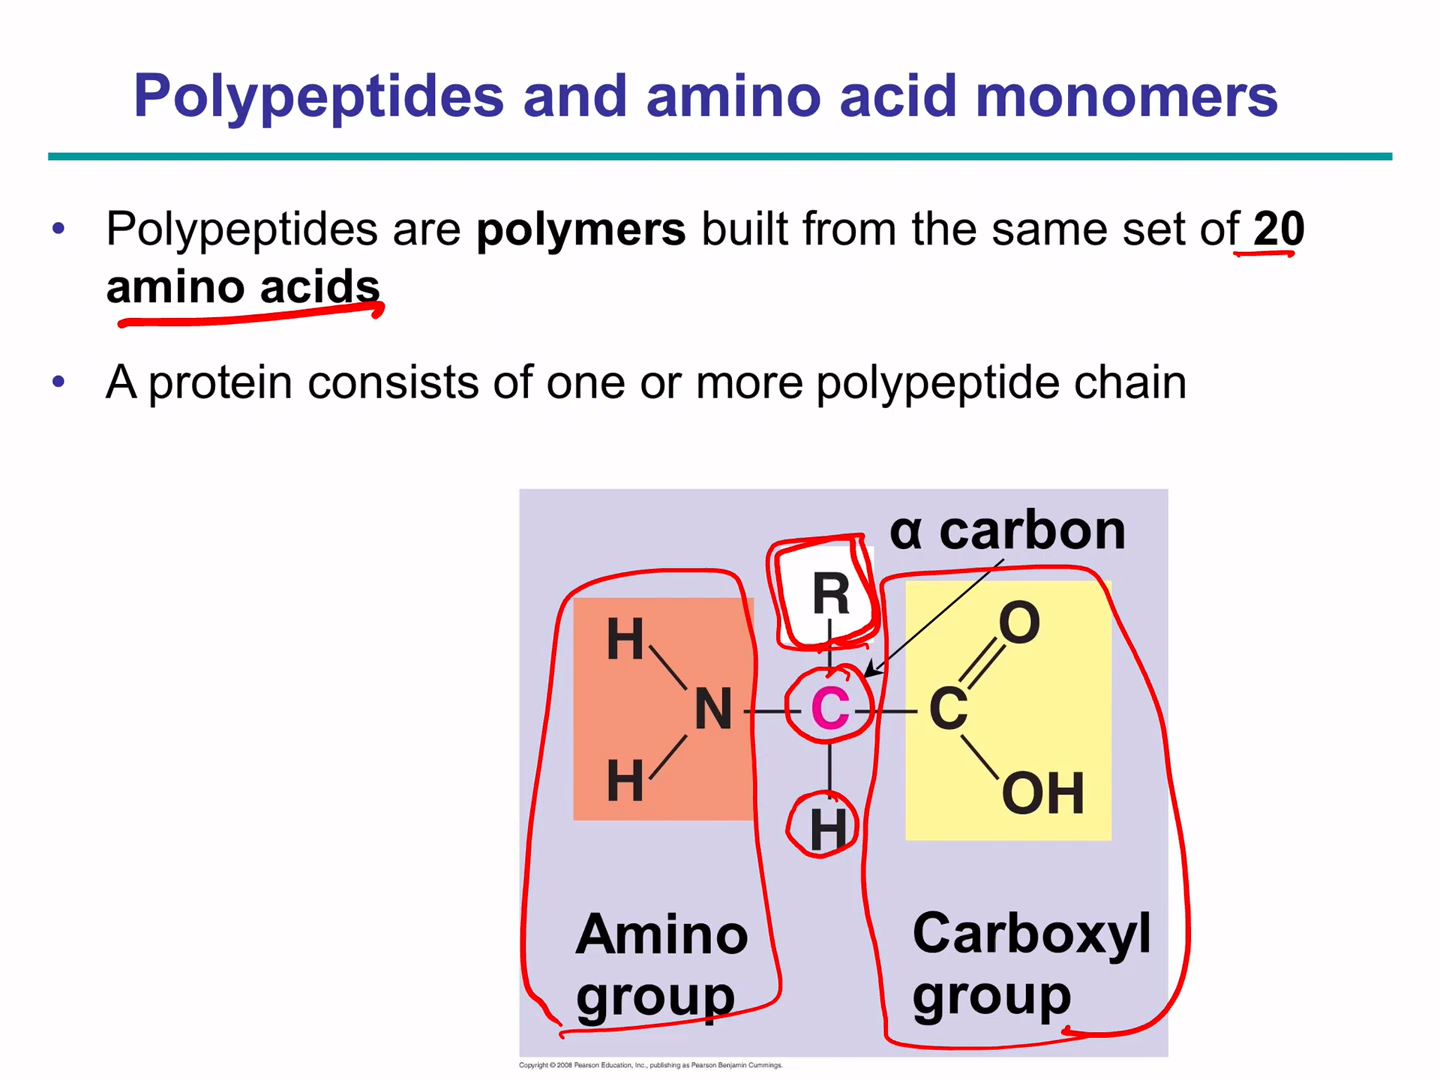 Polypeptides and amino acid monomers
• Polypeptides are polymers built from the same set of 20
amino acids
• A protein consists of one or more polypeptide chain
α carbon
R
H
O
N
C
C
H
OH
H
Amino
group
Carboxyl
group
Copyright © 2008 Pearson Education, Inc., publishing as Pearson Benjamin Cummings.